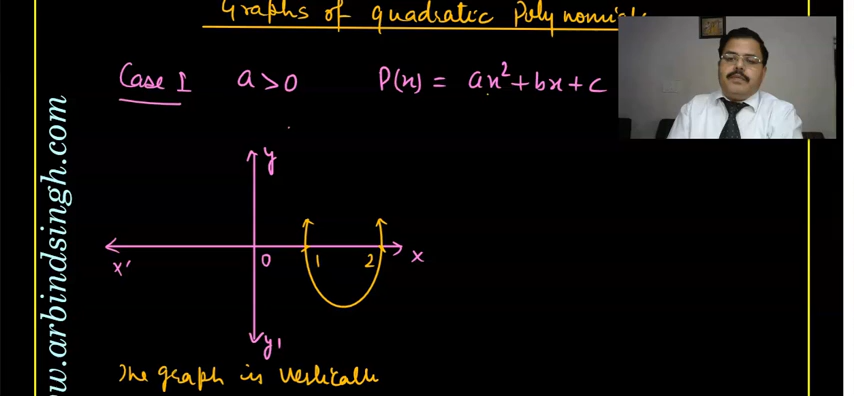 Graphs of quadratic Polynomials
Case I a>0 P(x) = ax²+bx+c
y
0 1 2 x
x'
y'
The graph is vertically
www.arbindsingh.com